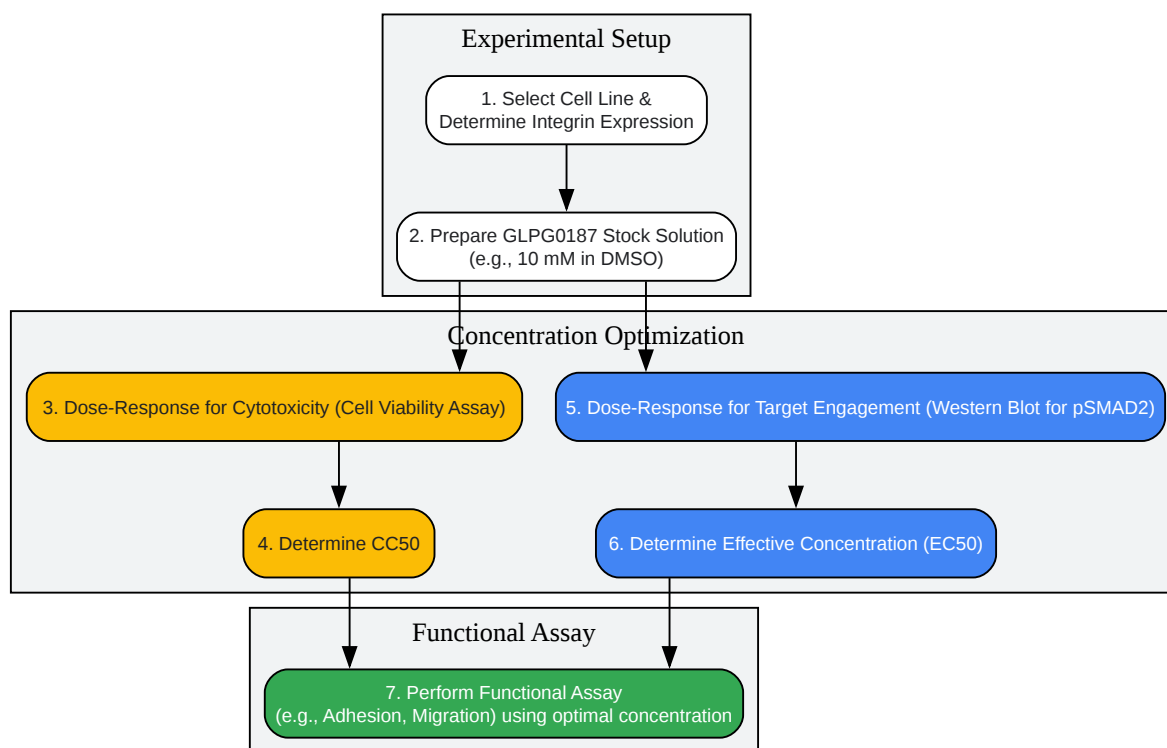 Experimental Setup
1. Select Cell Line &
Determine Integrin Expression
2. Prepare GLPG0187 Stock Solution
(e.g., 10 mM in DMSO)
Concentration Optimization
3. Dose-Response for Cytotoxicity (Cell Viability Assay)
5. Dose-Response for Target Engagement (Western Blot for pSMAD2)
4. Determine CC50
6. Determine Effective Concentration (EC50)
Functional Assay
7. Perform Functional Assay
(e.g., Adhesion, Migration) using optimal concentration